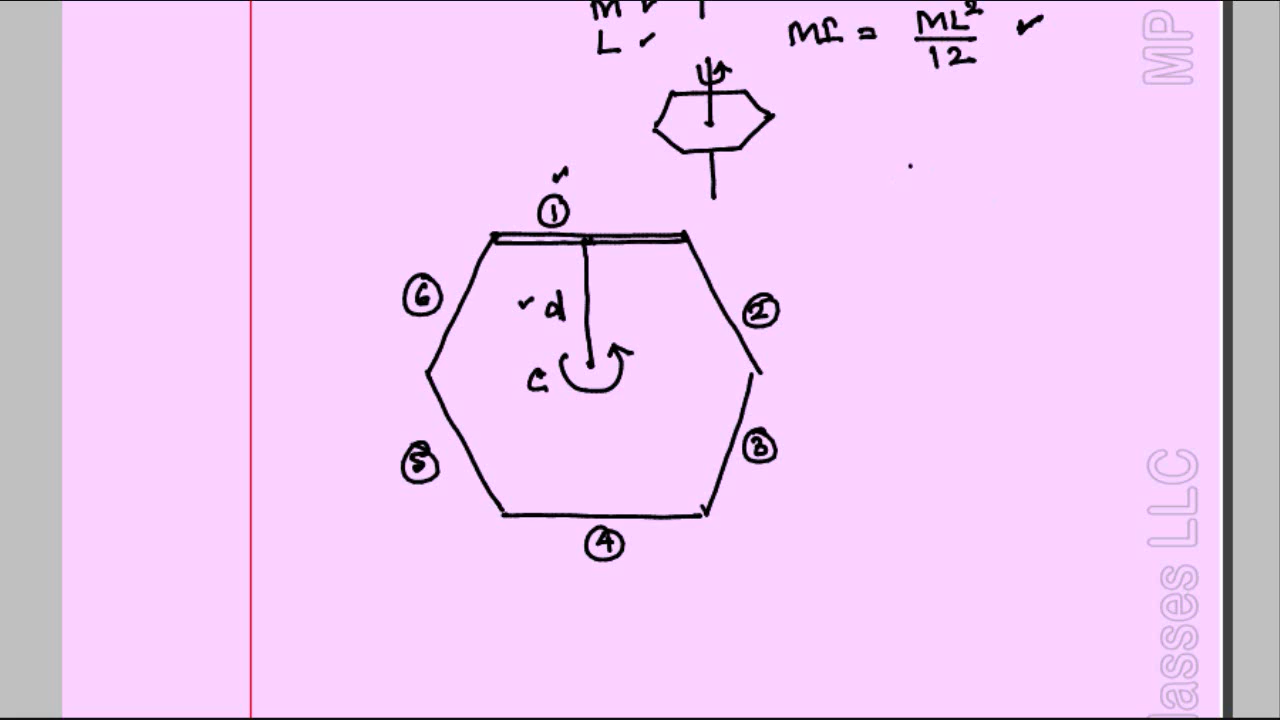 M ✓
L ✓
MI = ML²/12 ✓
✓
①
⑥
②
✓ d
C
⑤
③
④
MP
lasses LLC